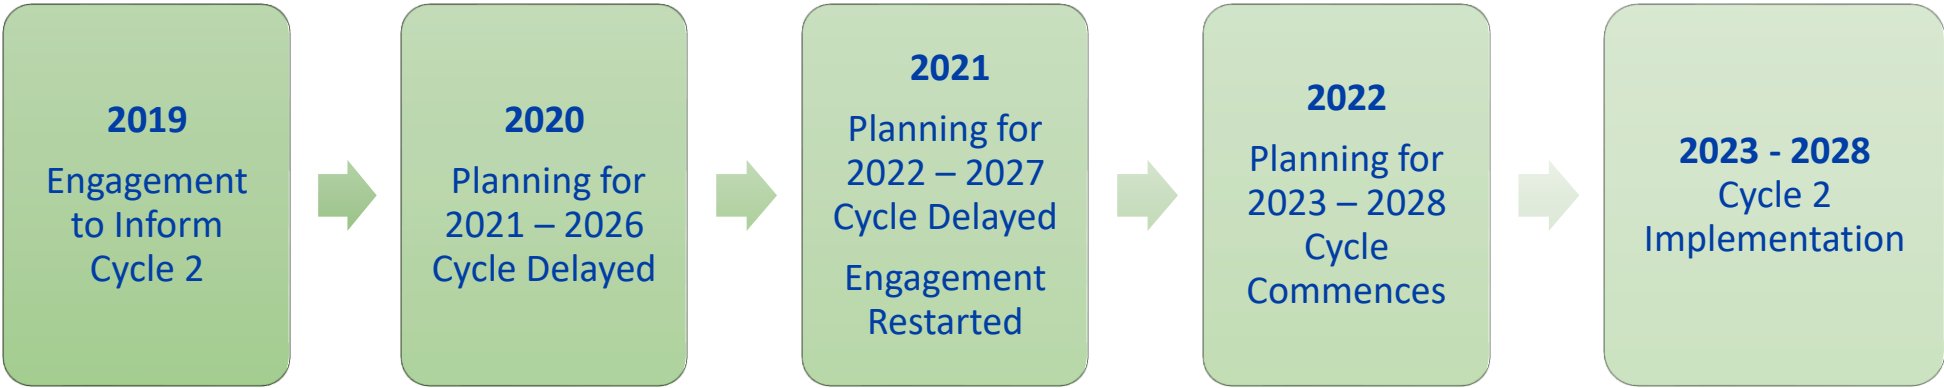 2019
Engagement
to Inform
Cycle 2
2020
Planning for
2021 – 2026
Cycle Delayed
2021
Planning for
2022 – 2027
Cycle Delayed
Engagement
Restarted
2022
Planning for
2023 – 2028
Cycle
Commences
2023 - 2028
Cycle 2
Implementation